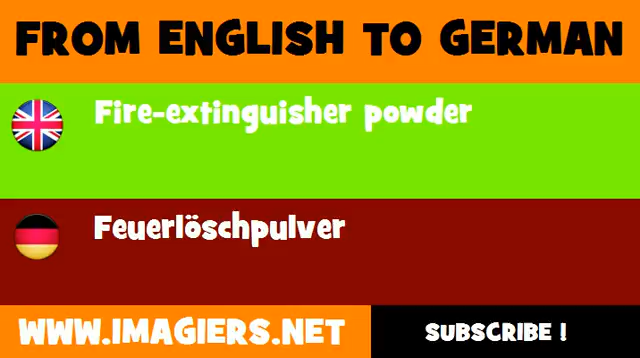 FROM ENGLISH TO GERMAN
Fire-extinguisher powder
Feuerlöschpulver
WWW.IMAGIERS.NET
SUBSCRIBE !